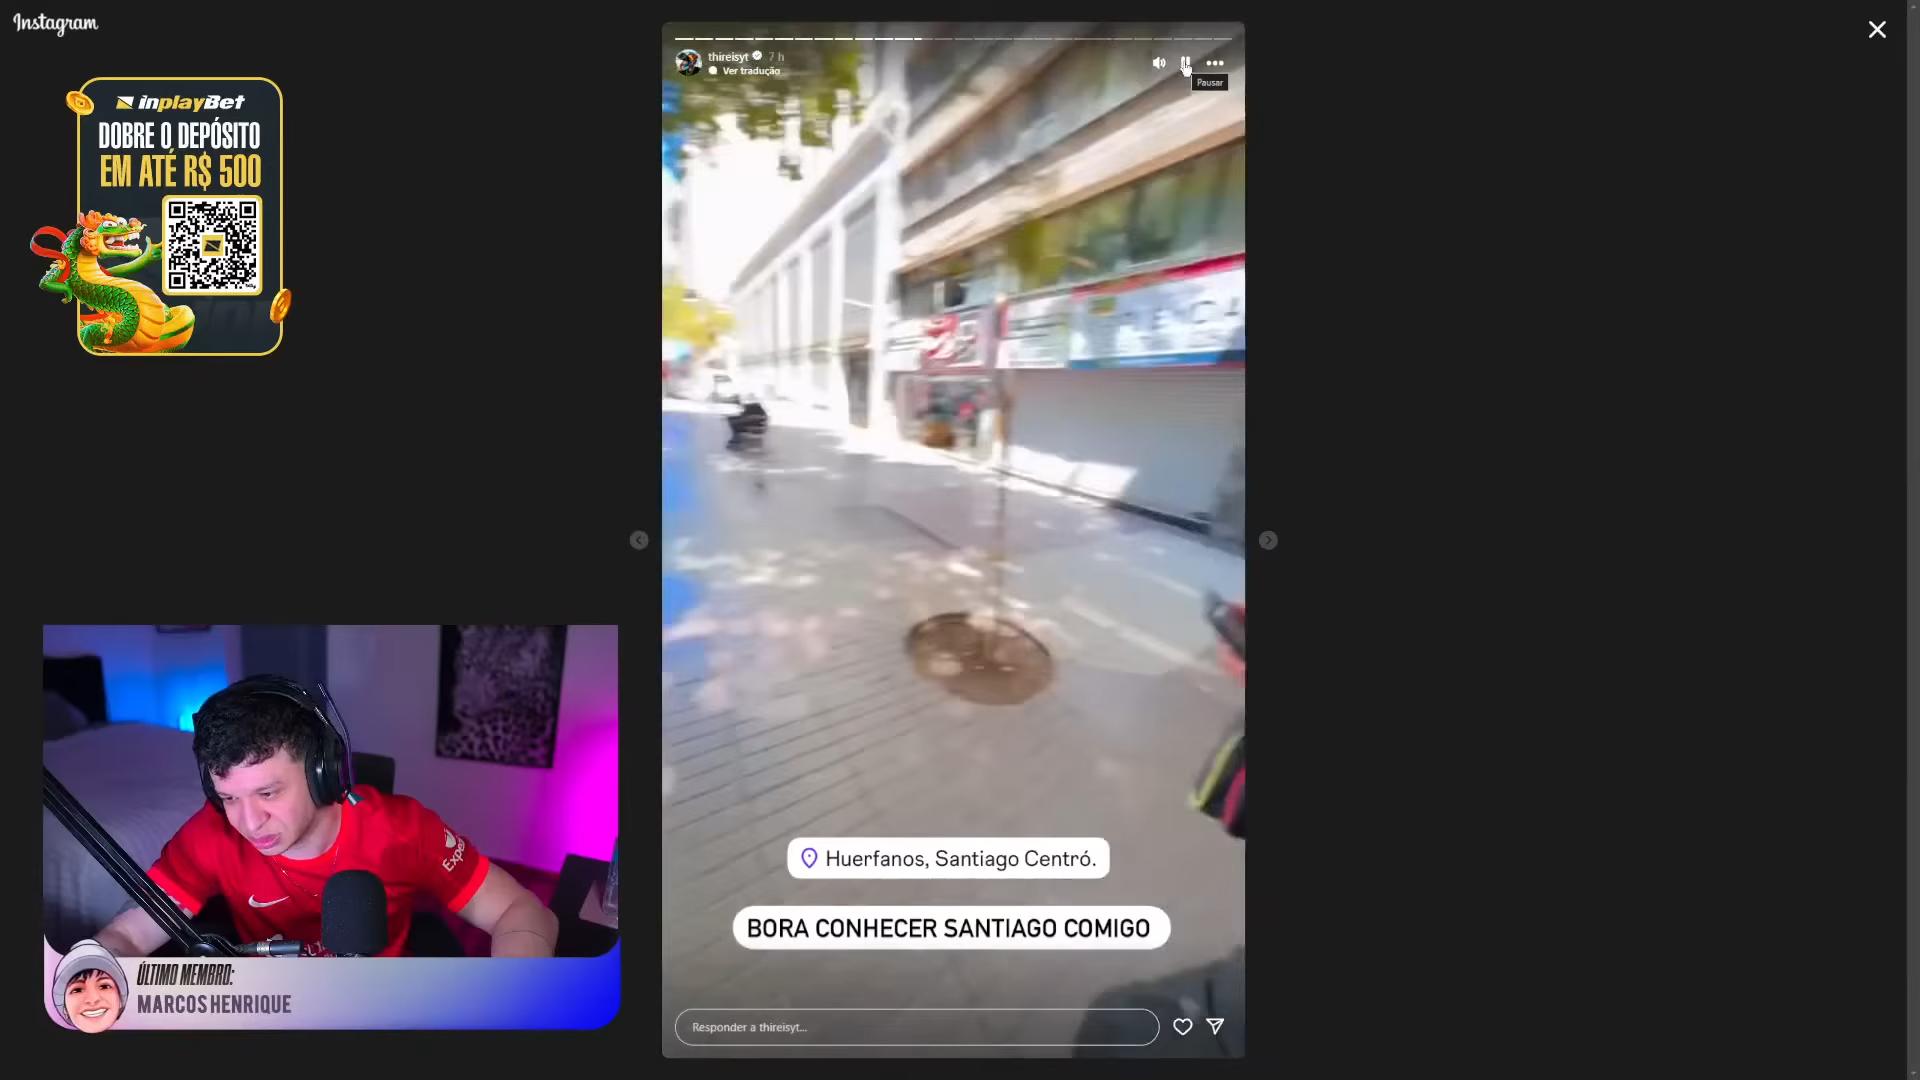 Instagram
inplayBet
DOBRE O DEPÓSITO
EM ATÉ R$ 500
thireisyt 7 h
Ver tradução
Pausar
Huerfanos, Santiago Centró.
BORA CONHECER SANTIAGO COMIGO
Responder a thireisyt...
Expe
ÚLTIMO MEMBRO:
MARCOS HENRIQUE